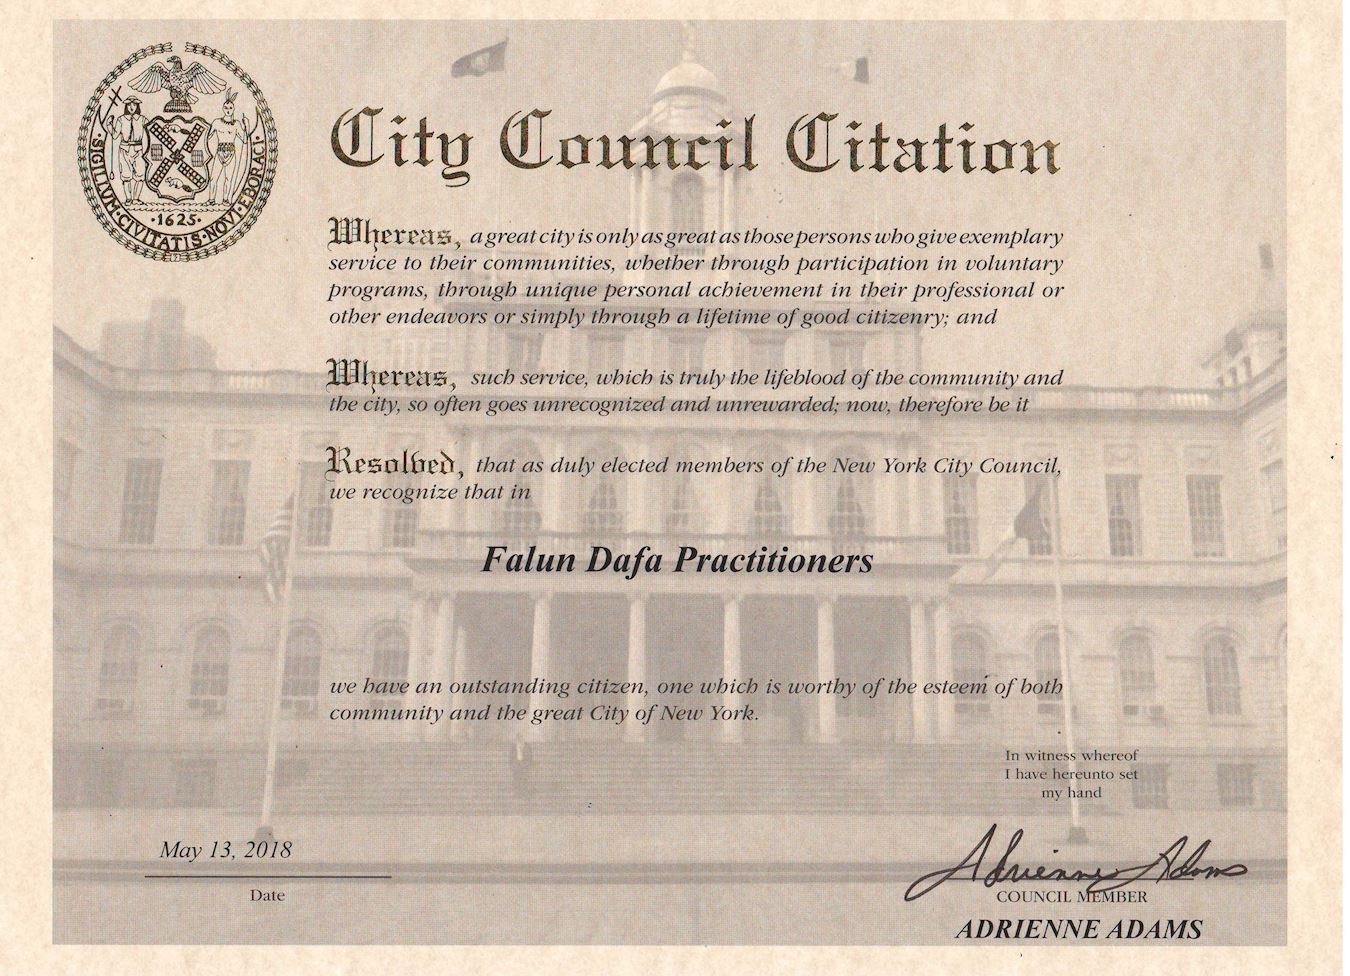 City Council Citation
SIGILLUM·CIVITATIS·NOVI·EBORACI·
·1625·
Whereas, a great city is only as great as those persons who give exemplary
service to their communities, whether through participation in voluntary
programs, through unique personal achievement in their professional or
other endeavors or simply through a lifetime of good citizenry; and
Whereas, such service, which is truly the lifeblood of the community and
the city, so often goes unrecognized and unrewarded; now, therefore be it
Resolved, that as duly elected members of the New York City Council,
we recognize that in
Falun Dafa Practitioners
we have an outstanding citizen, one which is worthy of the esteem of both
community and the great City of New York.
In witness whereof
I have hereunto set
my hand
May 13, 2018
Date
Adrienne Adams
COUNCIL MEMBER
ADRIENNE ADAMS